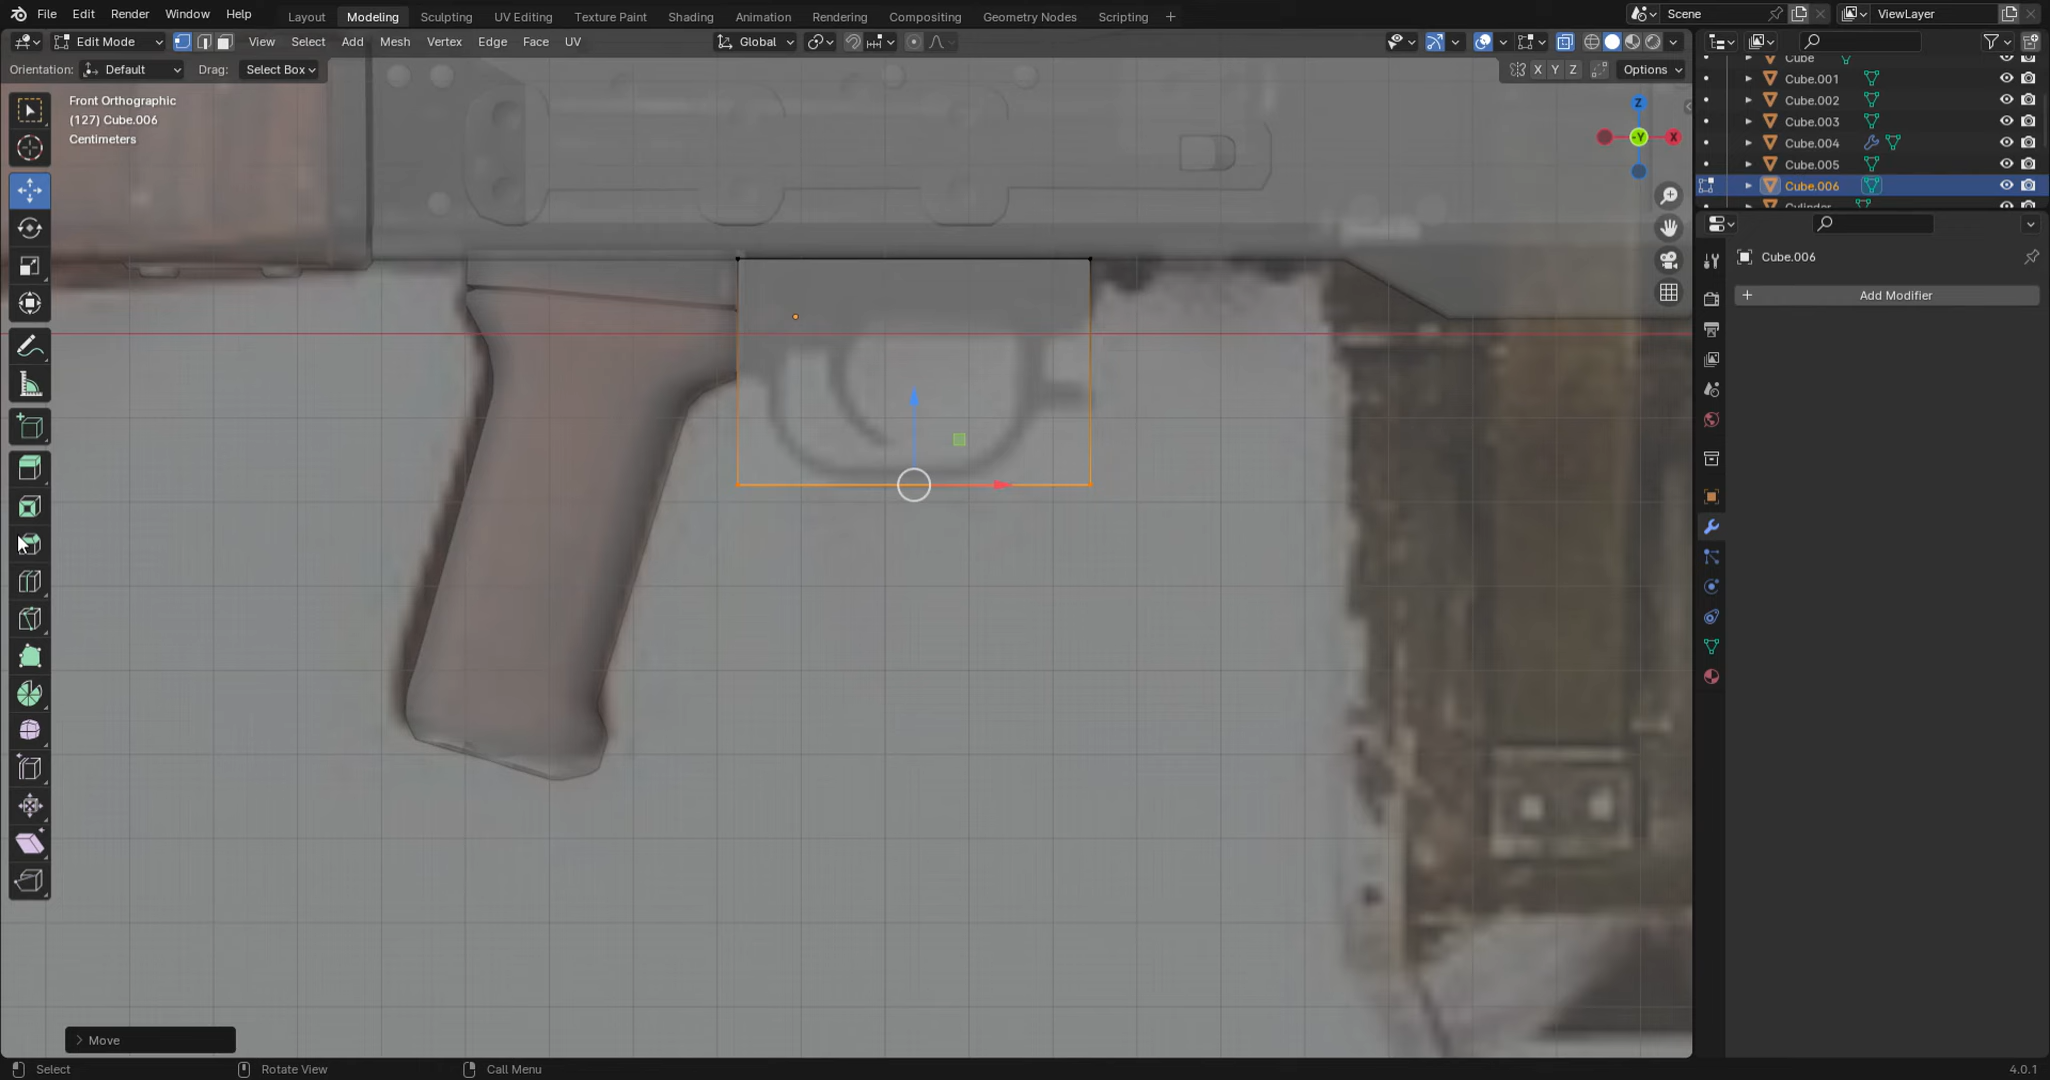 File Edit Render Window Help Layout Modeling Sculpting UV Editing Texture Paint Shading Animation Rendering Compositing Geometry Nodes Scripting + Scene ViewLayer
Edit Mode View Select Add Mesh Vertex Edge Face UV Global
Orientation: Default Drag: Select Box X Y Z Options
Front Orthographic
(127) Cube.006
Centimeters
Z
-Y
X
Cube
Cube.001
Cube.002
Cube.003
Cube.004
Cube.005
Cube.006
Cylinder
Cube.006
+ Add Modifier
> Move
Select Rotate View Call Menu 4.0.1